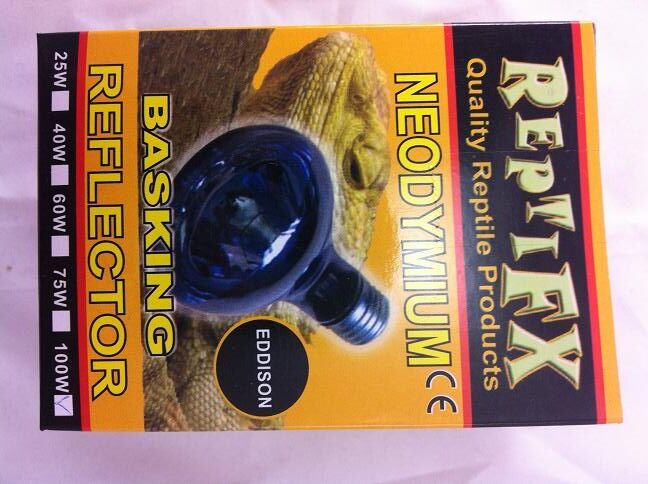 REPTIFX
Quality Reptile Products
NEODYMIUM CE
EDDISON
BASKING
REFLECTOR
25W 40W 60W 75W 100W